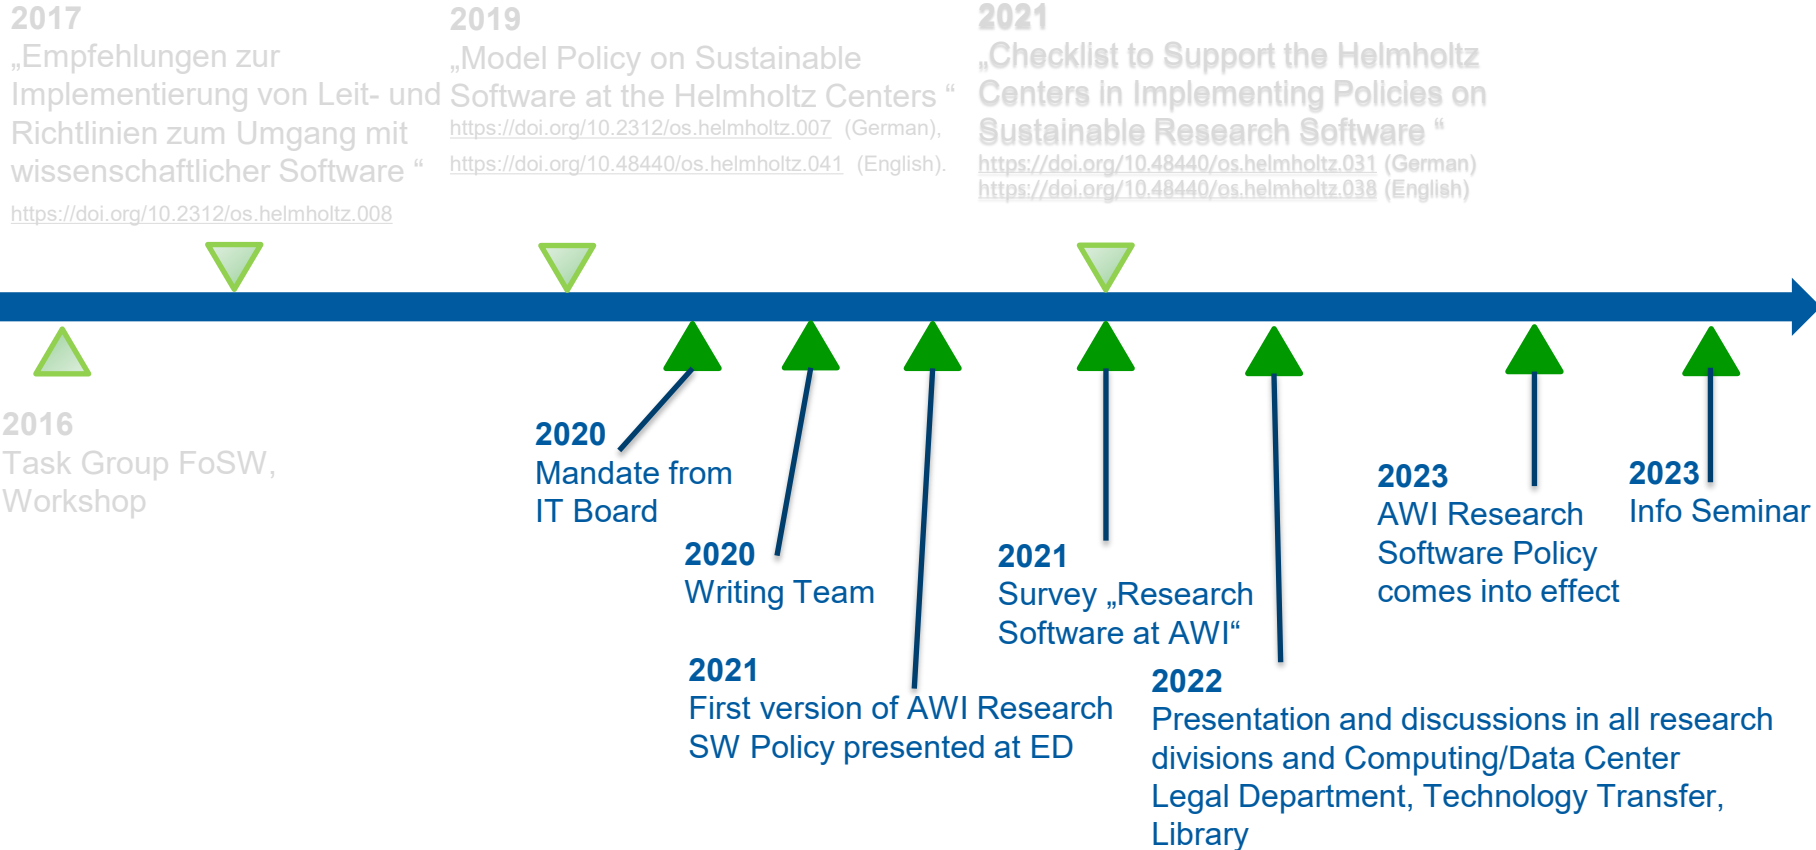 2017
„Empfehlungen zur
Implementierung von Leit- und
Richtlinien zum Umgang mit
wissenschaftlicher Software “
https://doi.org/10.2312/os.helmholtz.008
2019
„Model Policy on Sustainable
Software at the Helmholtz Centers “
https://doi.org/10.2312/os.helmholtz.007 (German),
https://doi.org/10.48440/os.helmholtz.041 (English).
2021
„Checklist to Support the Helmholtz
Centers in Implementing Policies on
Sustainable Research Software “
https://doi.org/10.48440/os.helmholtz.031 (German)
https://doi.org/10.48440/os.helmholtz.038 (English)
2016
Task Group FoSW,
Workshop
2020
Mandate from
IT Board
2020
Writing Team
2021
First version of AWI Research
SW Policy presented at ED
2021
Survey „Research
Software at AWI“
2022
Presentation and discussions in all research
divisions and Computing/Data Center
Legal Department, Technology Transfer,
Library
2023
AWI Research
Software Policy
comes into effect
2023
Info Seminar